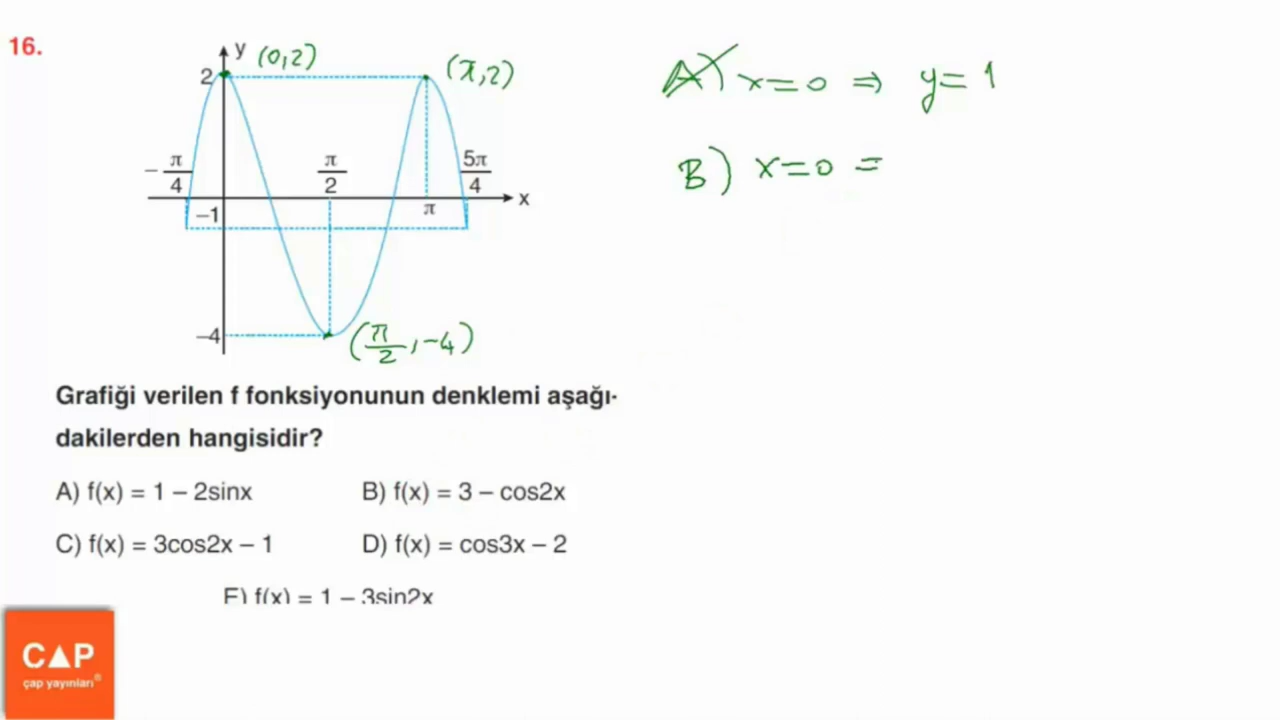 16.
y
(0,2)
(π,2)
2
A) x=0 ⇒ y=1
B) x=0 =
− π/4
π/2
5π/4
x
−1
π
−4
(π/2, −4)
Grafiği verilen f fonksiyonunun denklemi aşağı-
dakilerden hangisidir?
A) f(x) = 1 – 2sinx B) f(x) = 3 – cos2x
C) f(x) = 3cos2x – 1 D) f(x) = cos3x – 2
E) f(x) = 1 – 3sin2x
ÇAP
çap yayınları®